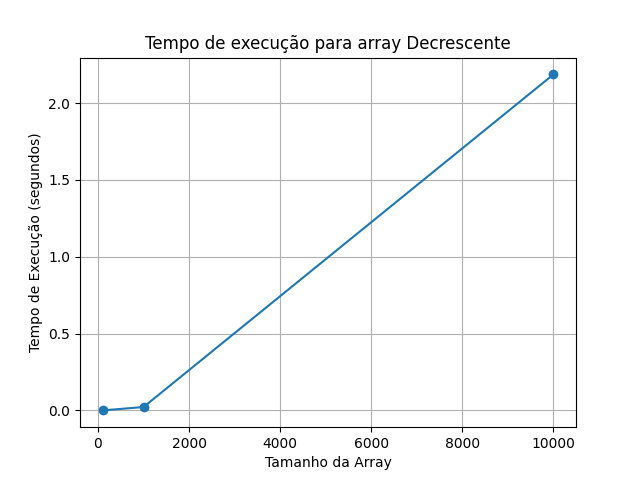 Tempo de execução para array Decrescente
Tempo de Execução (segundos)
2.0
1.5
1.0
0.5
0.0
0 2000 4000 6000 8000 10000
Tamanho da Array